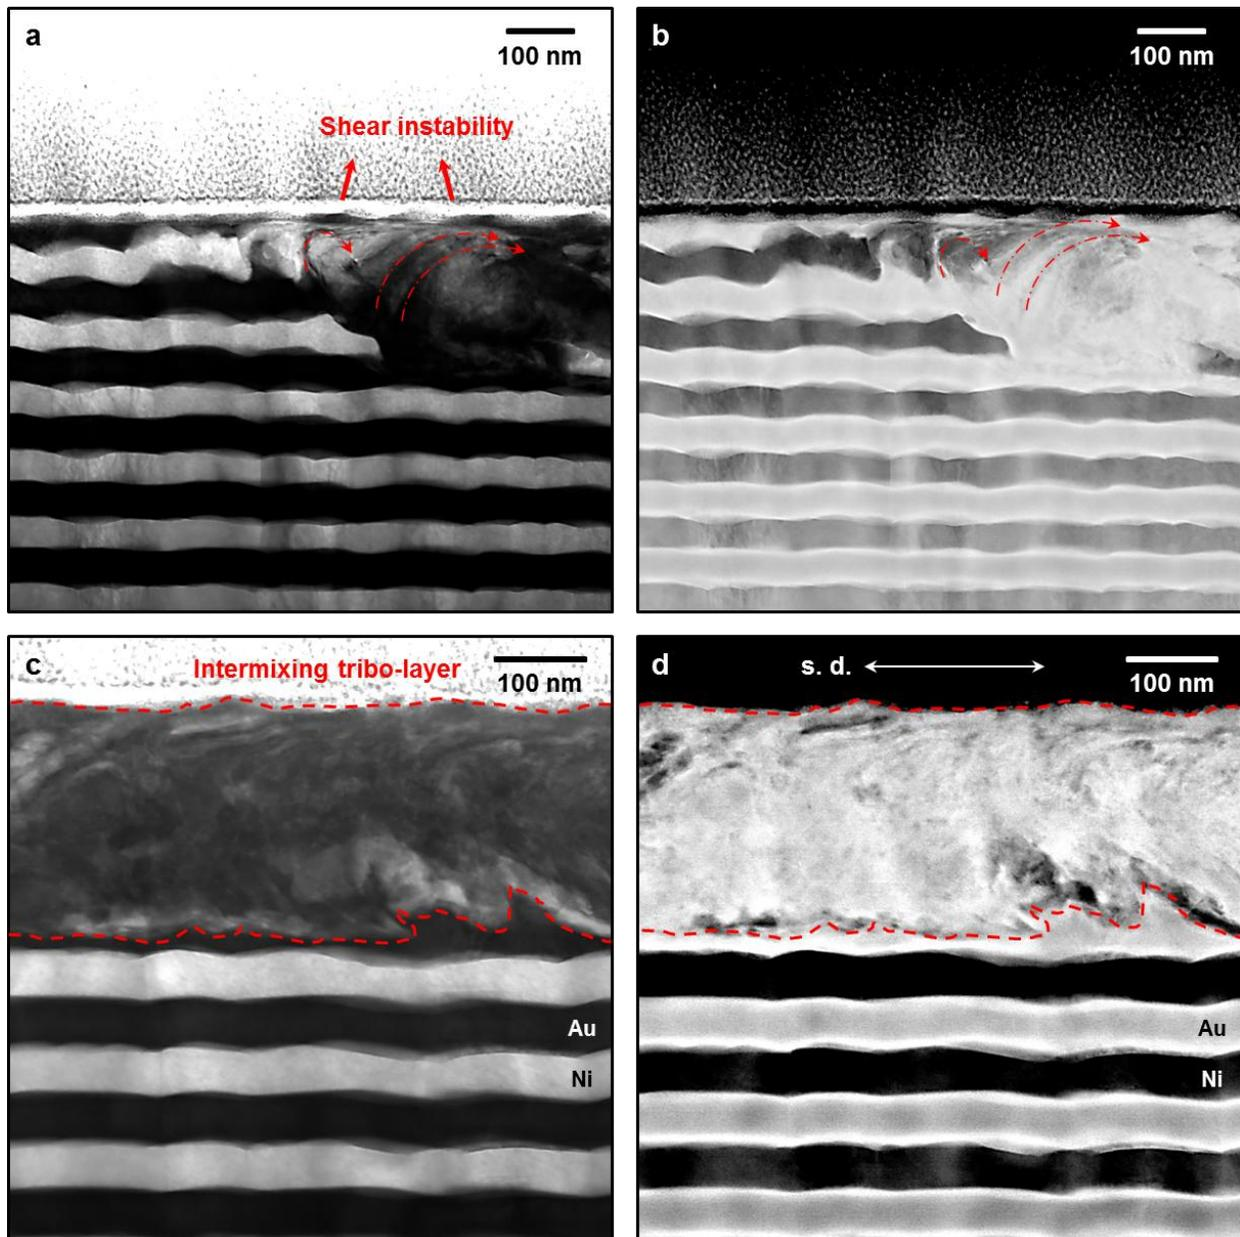 a
100 nm
Shear instability
b
100 nm
c
Intermixing tribo-layer
100 nm
Au
Ni
d
s. d.
100 nm
Au
Ni